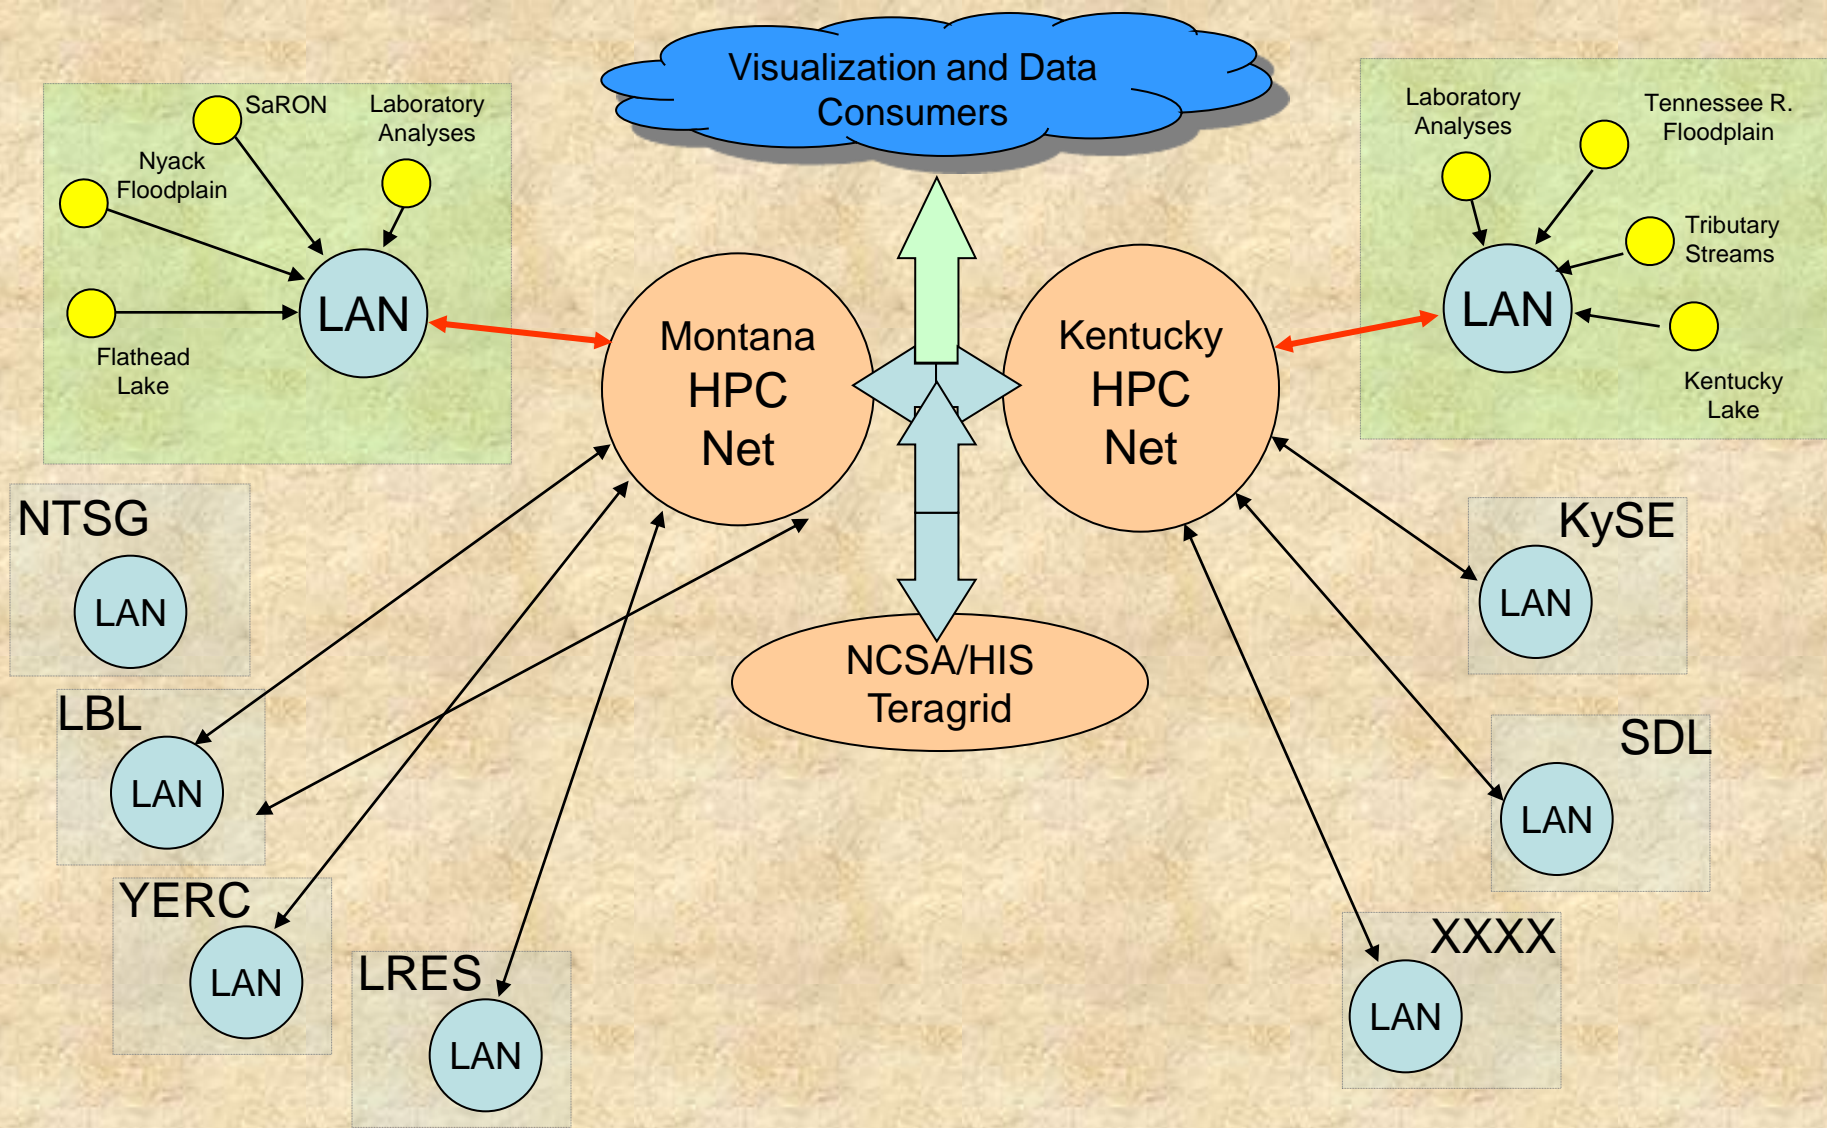 Visualization and Data
Consumers
SaRON
Laboratory
Analyses
Nyack
Floodplain
LAN
Flathead
Lake
Laboratory
Analyses
Tennessee R.
Floodplain
Tributary
Streams
LAN
Kentucky
Lake
Montana
HPC
Net
Kentucky
HPC
Net
NTSG
LAN
LBL
LAN
YERC
LAN
LRES
LAN
NCSA/HIS
Teragrid
KySE
LAN
SDL
LAN
XXXX
LAN